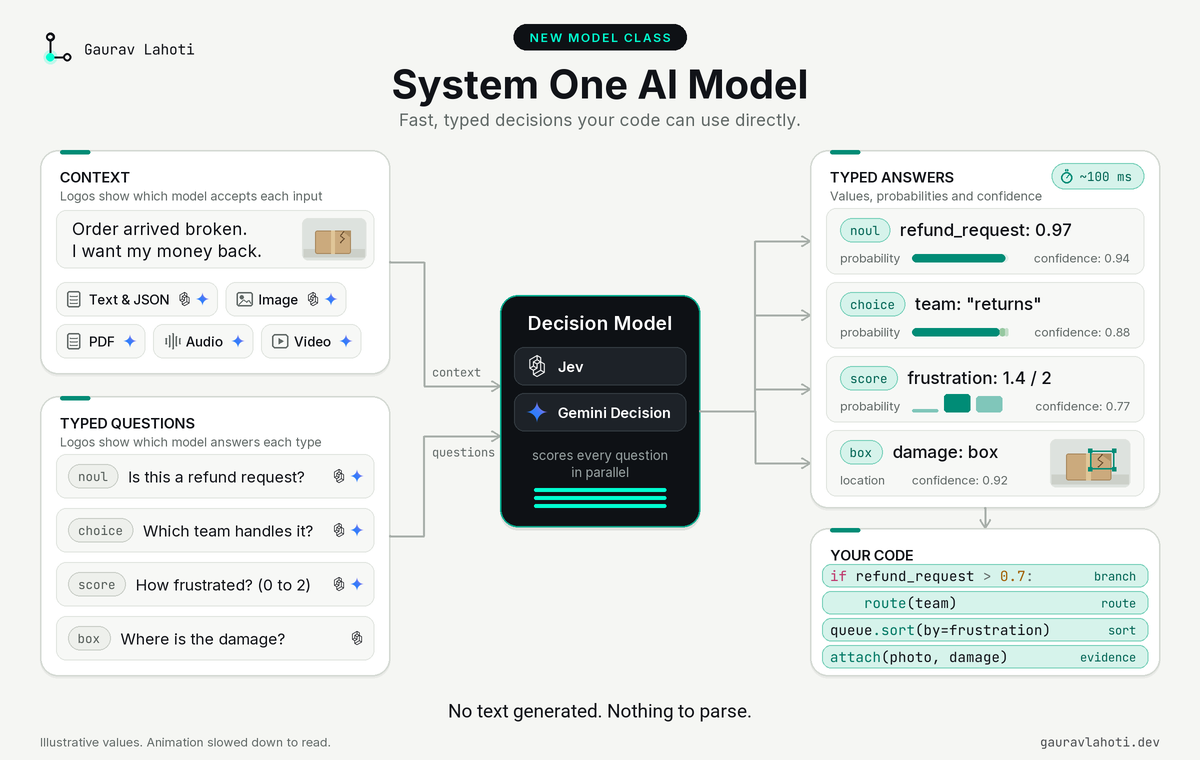 Gaurav Lahoti
NEW MODEL CLASS
System One AI Model
Fast, typed decisions your code can use directly.
CONTEXT
Logos show which model accepts each input
Order arrived broken.
I want my money back.
Text & JSON
Image
PDF
Audio
Video
TYPED QUESTIONS
Logos show which model answers each type
noul Is this a refund request?
choice Which team handles it?
score How frustrated? (0 to 2)
box Where is the damage?
context
questions
Decision Model
Jev
Gemini Decision
scores every question
in parallel
TYPED ANSWERS
~100 ms
Values, probabilities and confidence
noul refund_request: 0.97
probability confidence: 0.94
choice team: "returns"
probability confidence: 0.88
score frustration: 1.4 / 2
probability confidence: 0.77
box damage: box
location confidence: 0.92
YOUR CODE
if refund_request > 0.7: branch
route(team) route
queue.sort(by=frustration) sort
attach(photo, damage) evidence
No text generated. Nothing to parse.
Illustrative values. Animation slowed down to read.
gauravlahoti.dev